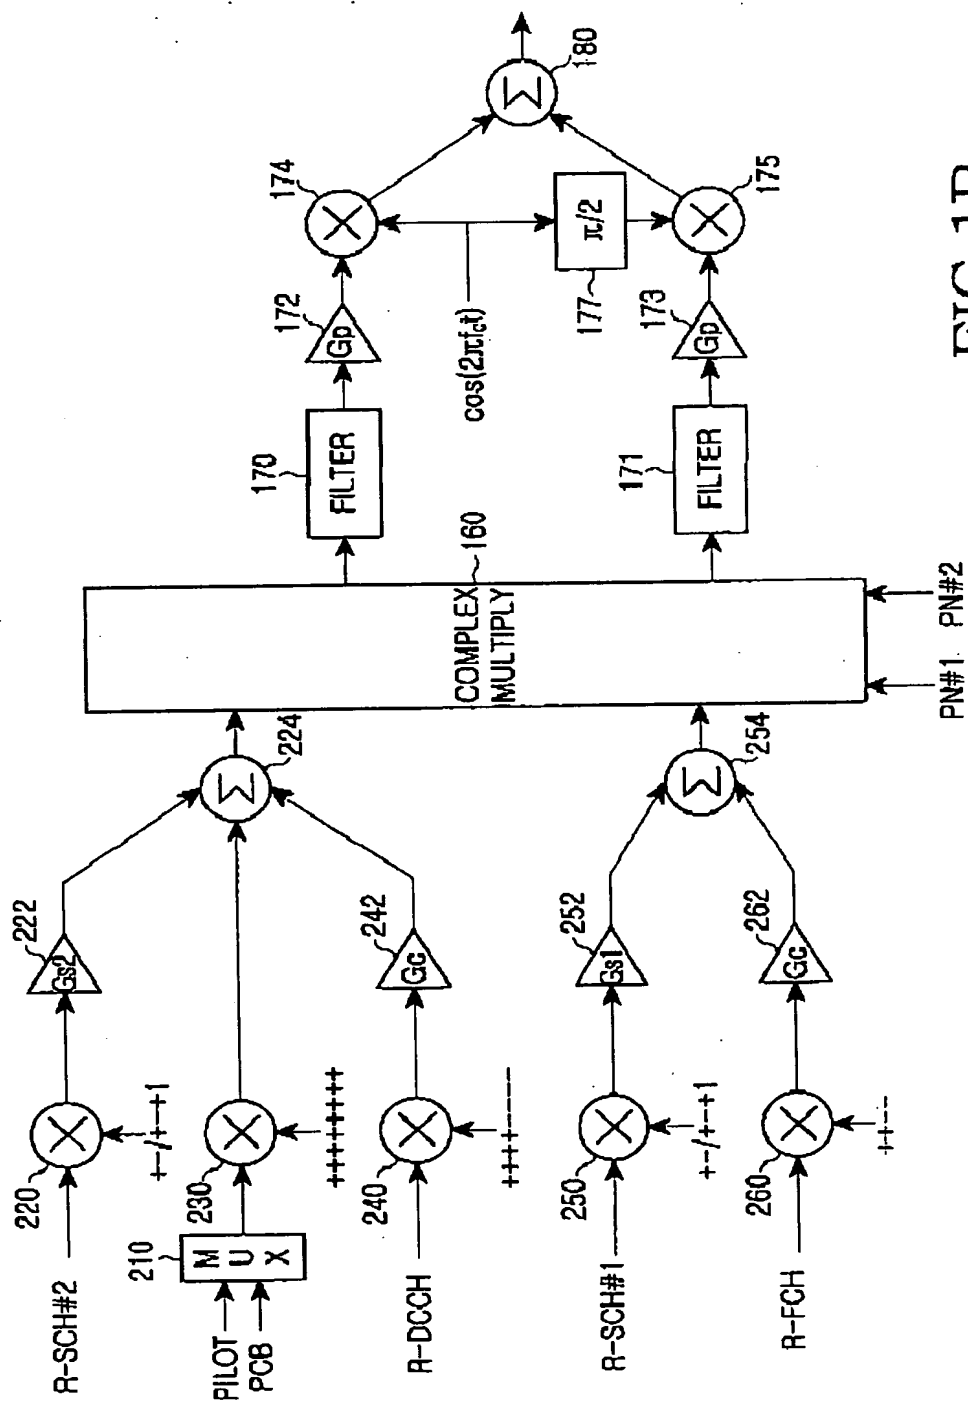 R-SCH#2
220
222
Gs2
+-/+--+1
PILOT
PCB
210
M
U
X
230
++++++++
224
Σ
R-DCCH
240
242
Gc
++++----
R-SCH#1
250
252
Gs1
+-/+--+1
254
Σ
R-FCH
260
262
Gc
++--
COMPLEX
MULTIPLY
160
PN#1
PN#2
170
FILTER
172
Gp
174
cos(2πfct)
π/2
177
171
FILTER
173
Gp
175
Σ
180
FIG